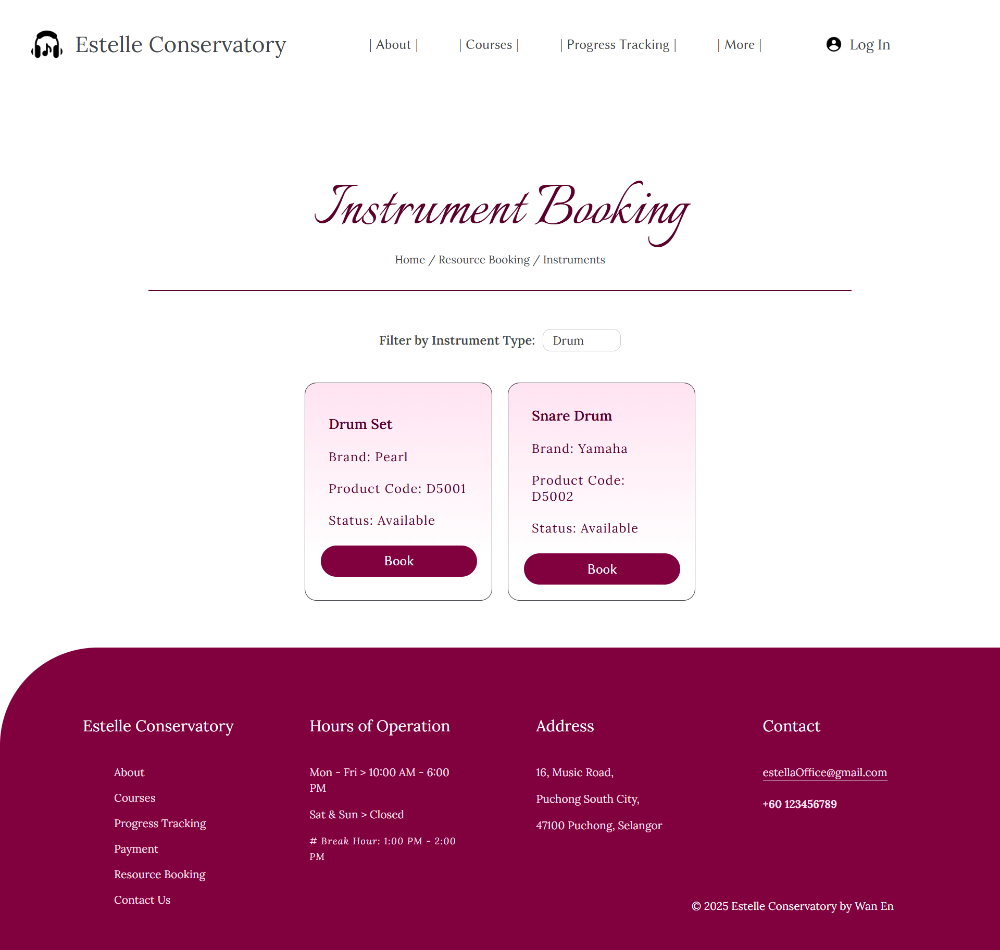 Estelle Conservatory
| About |
| Courses |
| Progress Tracking |
| More |
Log In
Instrument Booking
Home / Resource Booking / Instruments
Filter by Instrument Type:
Drum
Drum Set
Brand: Pearl
Product Code: D5001
Status: Available
Book
Snare Drum
Brand: Yamaha
Product Code:
D5002
Status: Available
Book
Estelle Conservatory
About
Courses
Progress Tracking
Payment
Resource Booking
Contact Us
Hours of Operation
Mon - Fri > 10:00 AM - 6:00
PM
Sat & Sun > Closed
# Break Hour: 1:00 PM - 2:00
PM
Address
16, Music Road,
Puchong South City,
47100 Puchong, Selangor
Contact
estellaOffice@gmail.com
+60 123456789
© 2025 Estelle Conservatory by Wan En